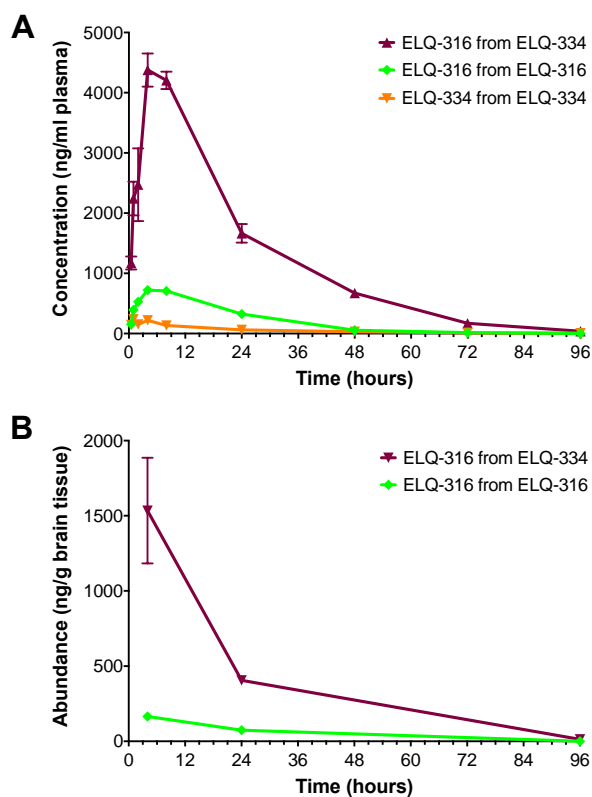 A
Concentration (ng/ml plasma)
5000
4000
3000
2000
1000
0
ELQ-316 from ELQ-334
ELQ-316 from ELQ-316
ELQ-334 from ELQ-334
0 12 24 36 48 60 72 84 96
Time (hours)
B
Abundance (ng/g brain tissue)
2000
1500
1000
500
0
ELQ-316 from ELQ-334
ELQ-316 from ELQ-316
0 12 24 36 48 60 72 84 96
Time (hours)